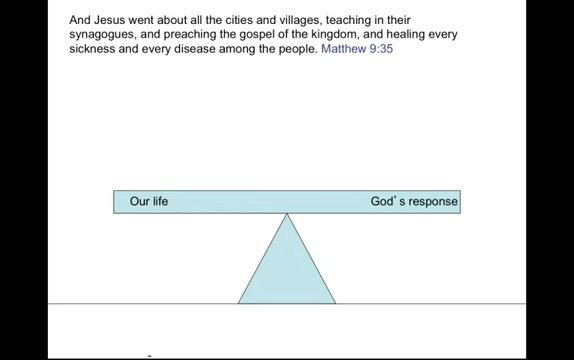 And Jesus went about all the cities and villages, teaching in their
synagogues, and preaching the gospel of the kingdom, and healing every
sickness and every disease among the people. Matthew 9:35
Our life
God's response